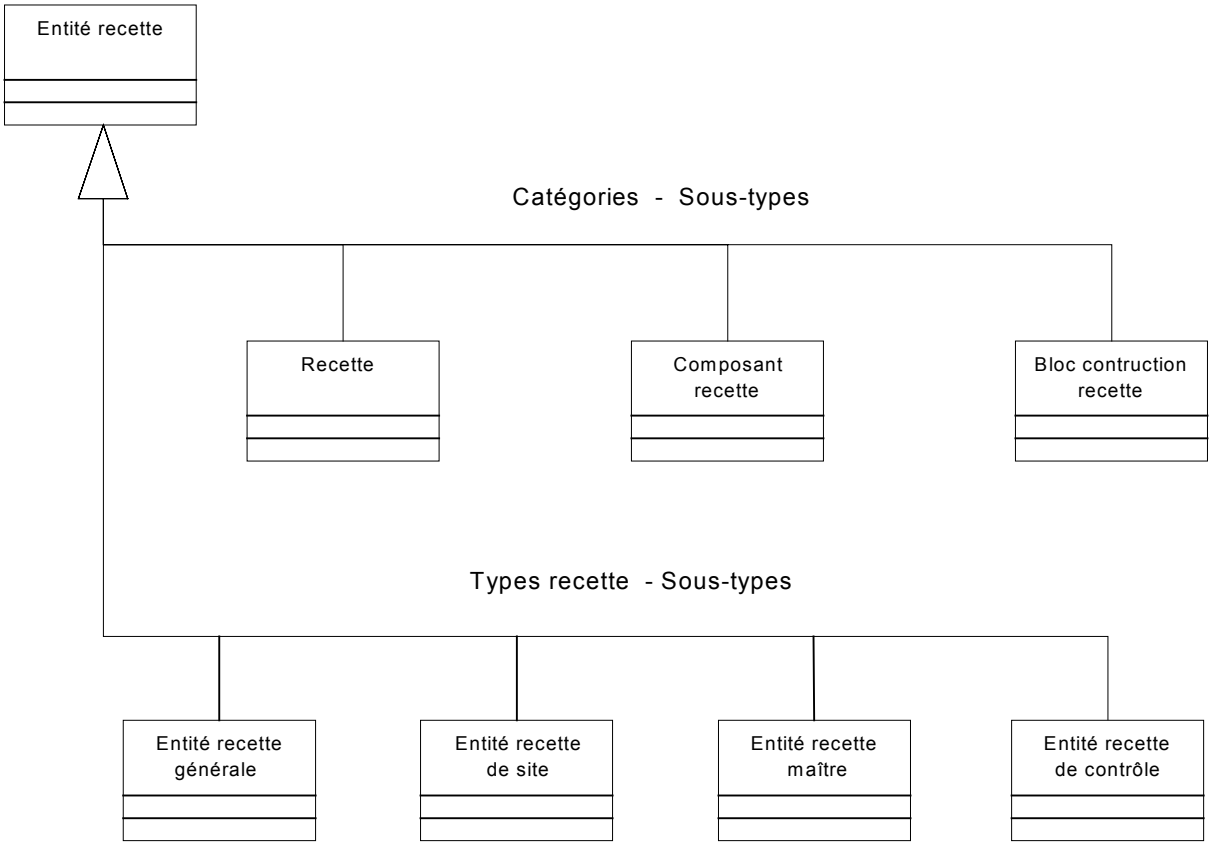 Entité recette
Catégories - Sous-types
Recette
Composant
recette
Bloc contruction
recette
Types recette - Sous-types
Entité recette
générale
Entité recette
de site
Entité recette
maître
Entité recette
de contrôle